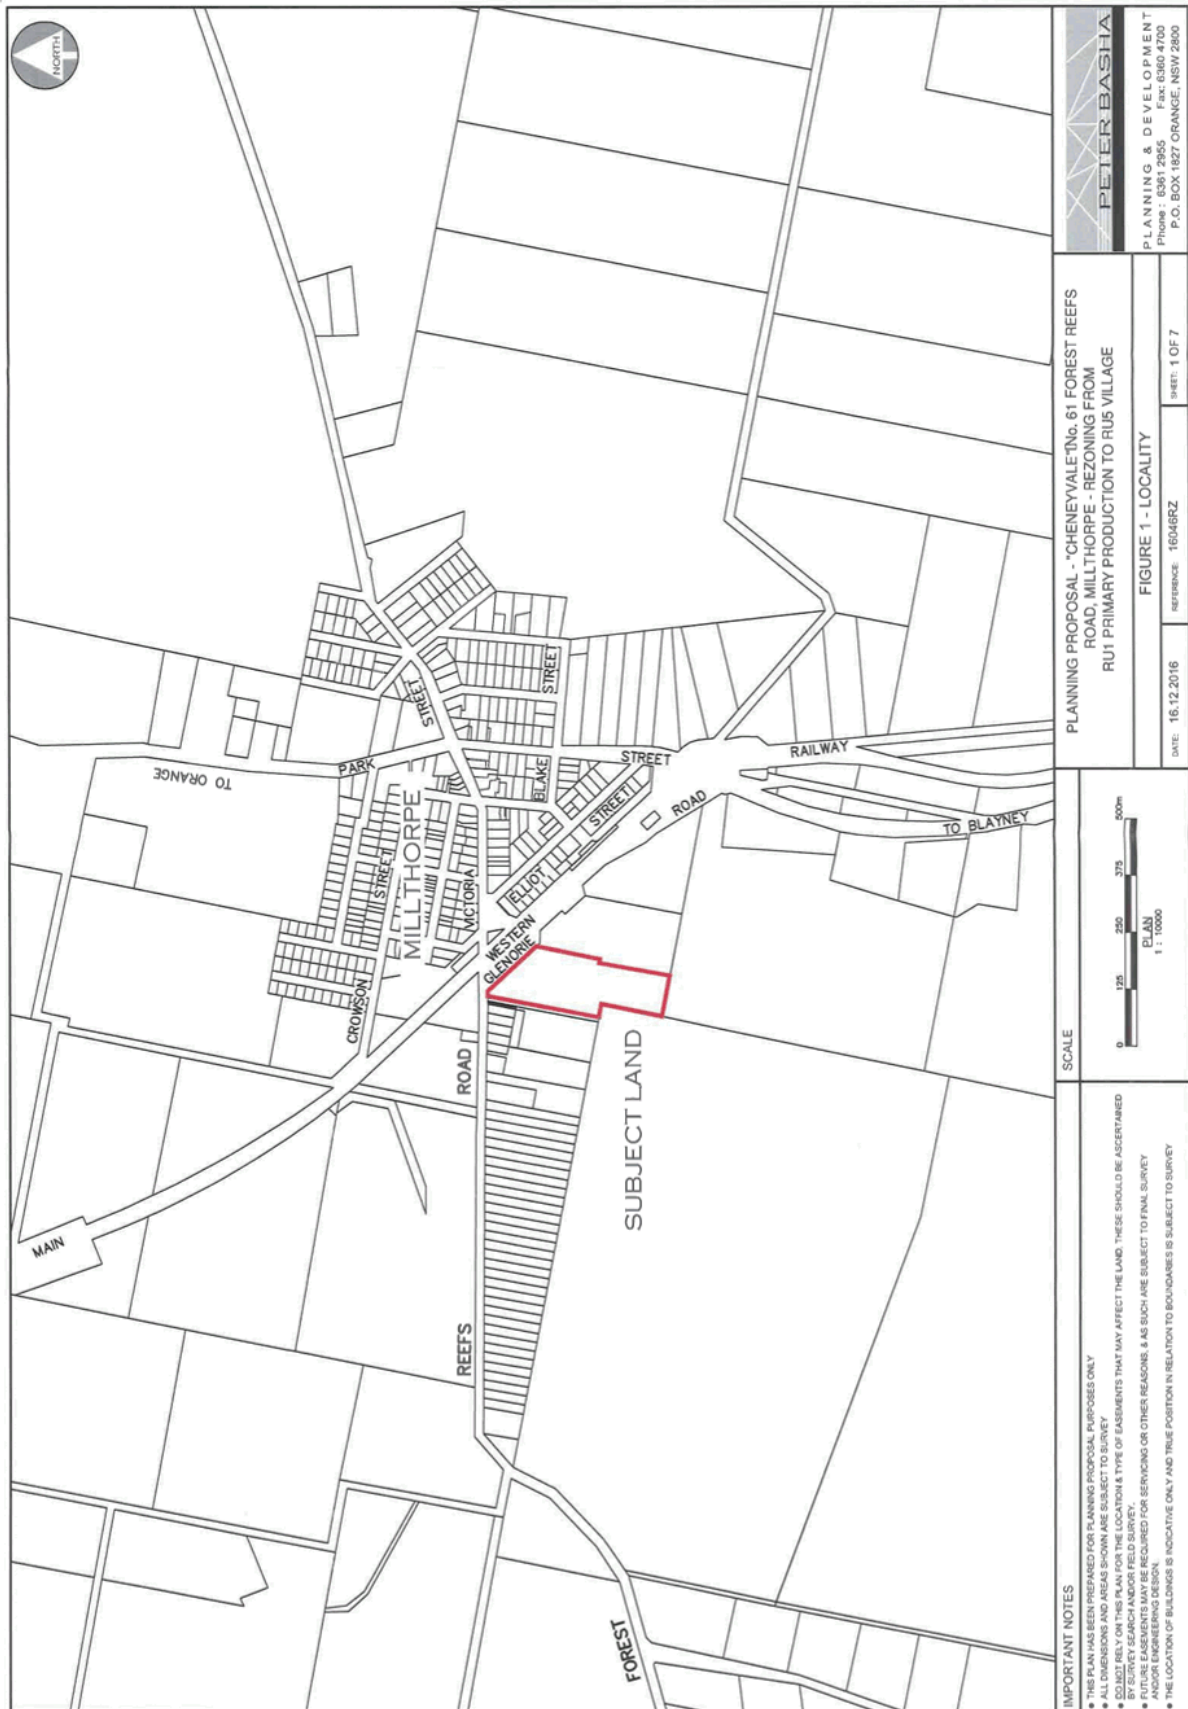 NORTH
MAIN
TO ORANGE
PARK
STREET
CROWSON
STREET
MILLTHORPE
VICTORIA
BLAKE
STREET
ELLIOT
STREET
STREET
RAILWAY
WESTERN
ROAD
GLENORIE
TO BLAYNEY
FOREST
REEFS
ROAD
SUBJECT LAND
IMPORTANT NOTES
• THIS PLAN HAS BEEN PREPARED FOR PLANNING PROPOSAL PURPOSES ONLY
• ALL DIMENSIONS AND AREAS SHOWN ARE SUBJECT TO SURVEY
• DO NOT RELY ON THIS PLAN FOR THE LOCATION & TYPE OF EASEMENTS THAT MAY AFFECT THE LAND. THESE SHOULD BE ASCERTAINED
BY SURVEY SEARCH AND/OR FIELD SURVEY.
• FUTURE EASEMENTS MAY BE REQUIRED FOR SERVICING OR OTHER REASONS, & AS SUCH ARE SUBJECT TO FINAL SURVEY
AND/OR ENGINEERING DESIGN.
• THE LOCATION OF BUILDINGS IS INDICATIVE ONLY AND TRUE POSITION IN RELATION TO BOUNDARIES IS SUBJECT TO SURVEY
SCALE
0 125 250 375 500m
PLAN
1 : 10000
PLANNING PROPOSAL - "CHENEYVALE" No. 61 FOREST REEFS
ROAD, MILLTHORPE - REZONING FROM
RU1 PRIMARY PRODUCTION TO RU5 VILLAGE
FIGURE 1 - LOCALITY
DATE: 16.12.2016
REFERENCE: 16046RZ
SHEET: 1 OF 7
PETER BASHA
PLANNING & DEVELOPMENT
Phone : 6361 2955 Fax: 6360 4700
P.O. BOX 1827 ORANGE, NSW 2800